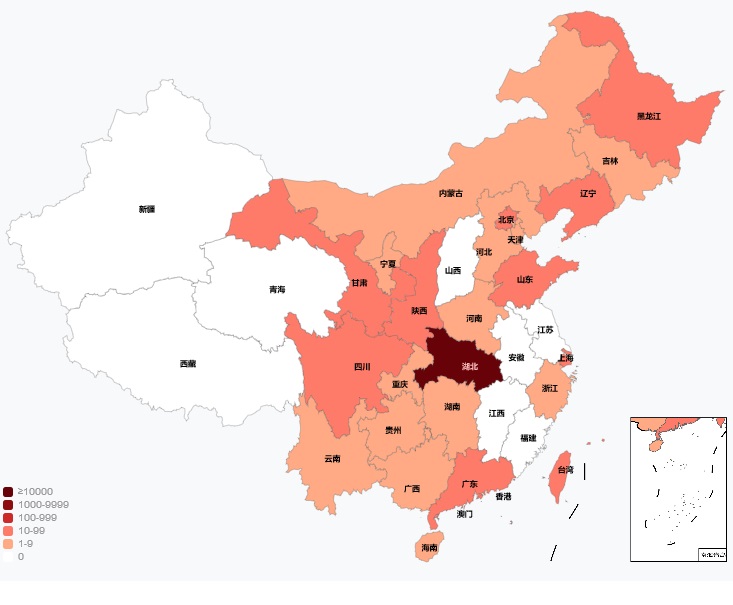 黑龙江
吉林
辽宁
内蒙古
新疆
北京
天津
河北
宁夏
山西
青海
甘肃
山东
陕西
河南
江苏
西藏
四川
湖北
安徽
上海
重庆
浙江
湖南
江西
贵州
福建
云南
台湾
广西
广东
香港
澳门
海南
≥10000
1000-9999
100-999
10-99
1-9
0